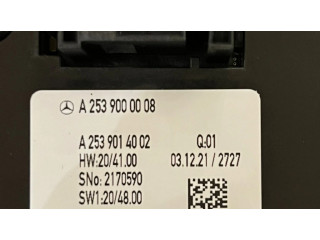 A 253 900 00 08
A 253 901 40 02 Q:01
HW:20/41.00 03.12.21 / 2727
SNo: 2170590
SW1:20/48.00